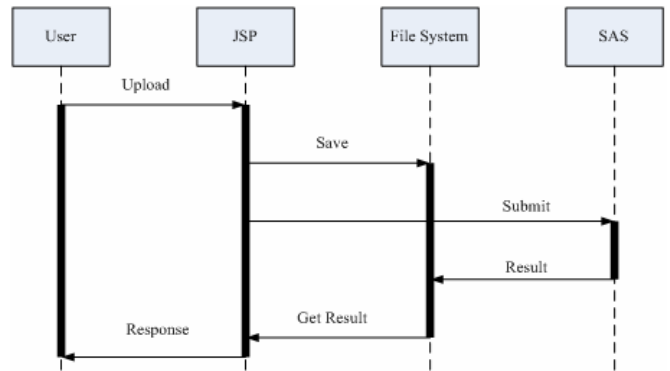 User
JSP
File System
SAS
Upload
Save
Submit
Result
Get Result
Response